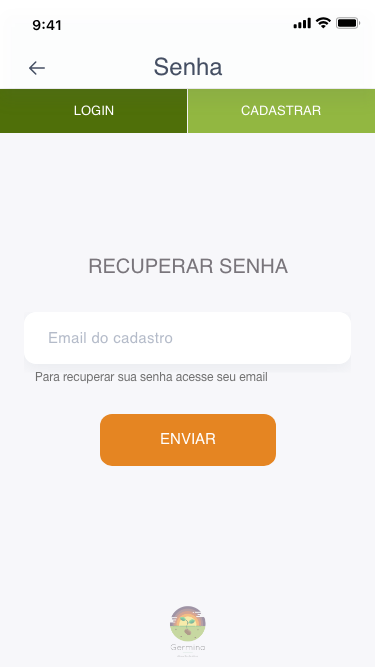 9:41
Senha
LOGIN
CADASTRAR
RECUPERAR SENHA
Email do cadastro
Para recuperar sua senha acesse seu email
ENVIAR
Germina